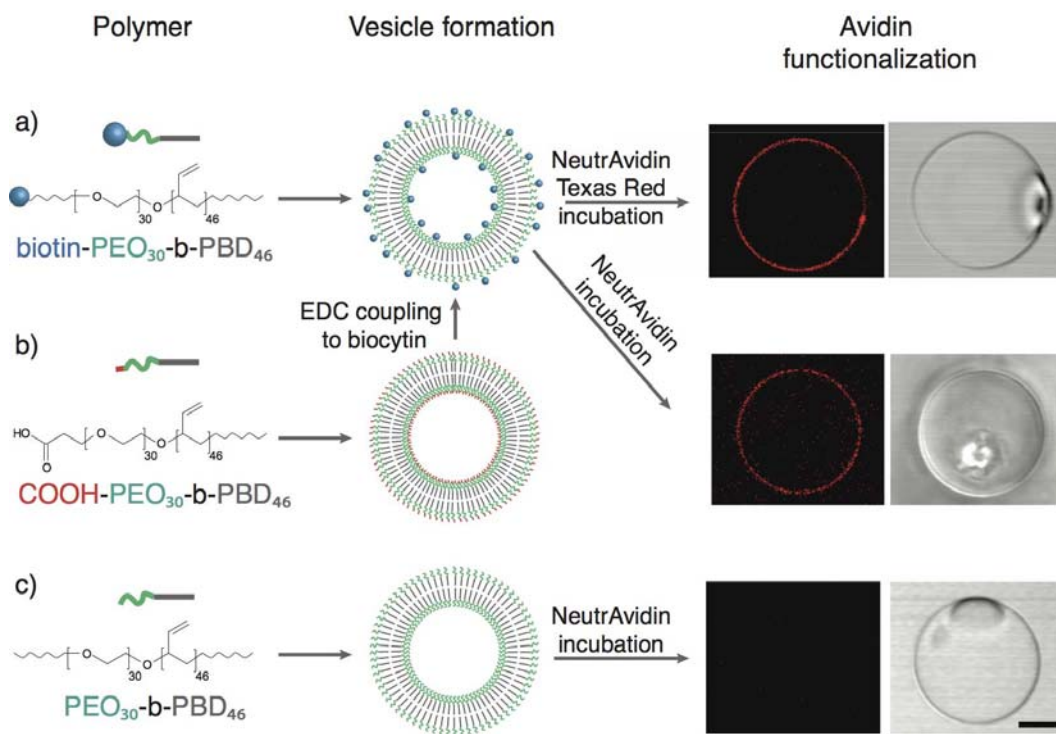 Polymer
Vesicle formation
Avidin
functionalization
a)
O
30
O
46
biotin-PEO₃₀-b-PBD₄₆
NeutrAvidin
Texas Red
incubation
NeutrAvidin
incubation
EDC coupling
to biocytin
b)
HO
O
O
30
O
46
COOH-PEO₃₀-b-PBD₄₆
c)
O
30
O
46
PEO₃₀-b-PBD₄₆
NeutrAvidin
incubation